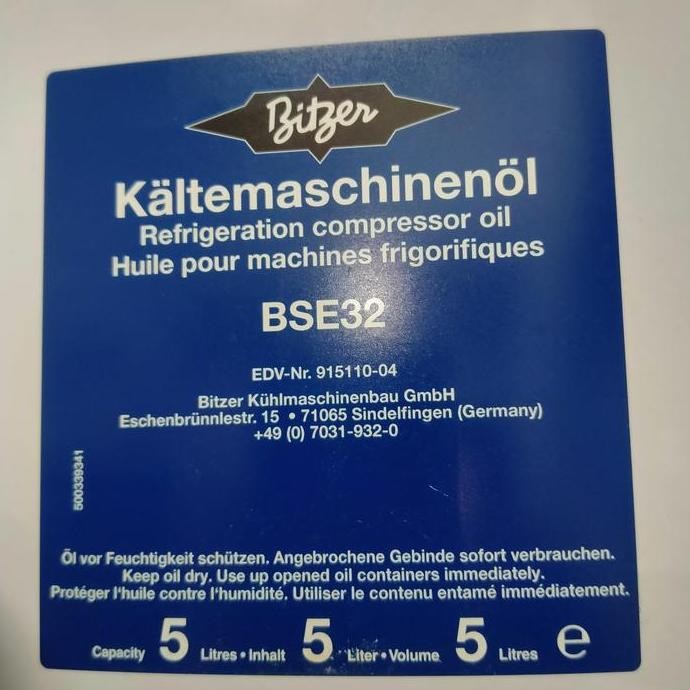 Bitzer
Kältemaschinenöl
Refrigeration compressor oil
Huile pour machines frigorifiques
BSE32
EDV-Nr. 915110-04
Bitzer Kühlmaschinenbau GmbH
Eschenbrünnlestr. 15 • 71065 Sindelfingen (Germany)
+49 (0) 7031-932-0
500339341
Öl vor Feuchtigkeit schützen. Angebrochene Gebinde sofort verbrauchen.
Keep oil dry. Use up opened oil containers immediately.
Protéger l'huile contre l'humidité. Utiliser le contenu entamé immédiatement.
Capacity 5 Litres • Inhalt 5 Liter • Volume 5 Litres ℮